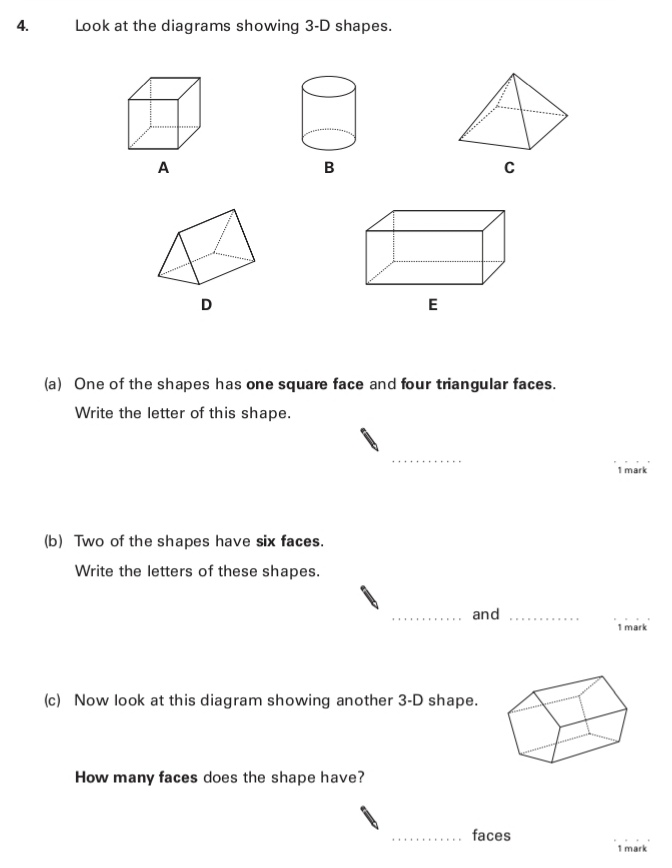 4. Look at the diagrams showing 3-D shapes.
A B C
D E
(a) One of the shapes has one square face and four triangular faces.
Write the letter of this shape.
............ ....
1 mark
(b) Two of the shapes have six faces.
Write the letters of these shapes.
............ and ............ ....
1 mark
(c) Now look at this diagram showing another 3-D shape.
How many faces does the shape have?
............ faces ....
1 mark